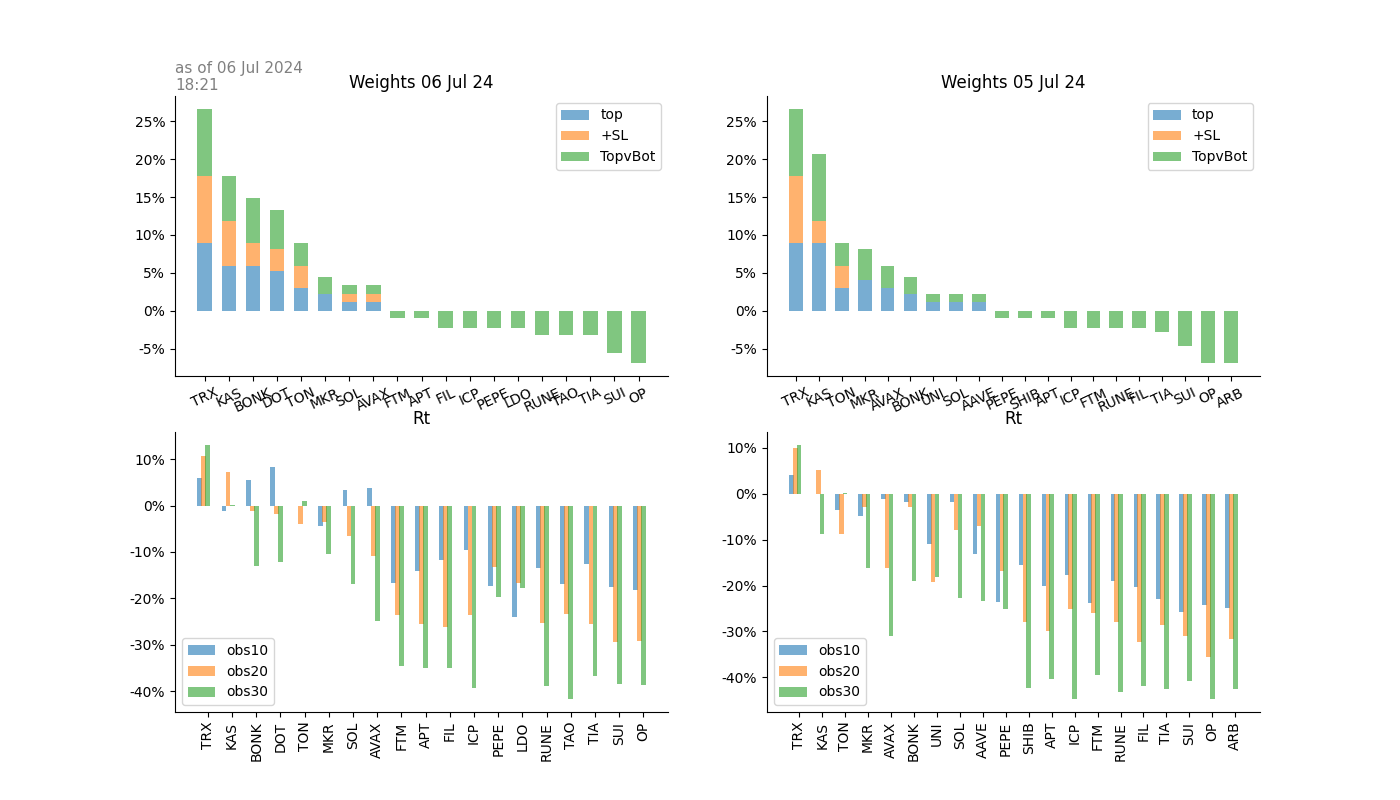 as of 06 Jul 2024
18:21
Weights 06 Jul 24
25%
20%
15%
10%
5%
0%
-5%
top
+SL
TopvBot
TRX KAS BONK DOT TON MKR SOL AVAX FTM APT FIL ICP PEPE LDO RUNE TAO TIA SUI OP
Weights 05 Jul 24
25%
20%
15%
10%
5%
0%
-5%
top
+SL
TopvBot
TRX KAS TON MKR AVAX BONK UNI SOL AAVE PEPE SHIB APT ICP FTM RUNE FIL TIA SUI OP ARB
Rt
10%
0%
-10%
-20%
-30%
-40%
obs10
obs20
obs30
TRX KAS BONK DOT TON MKR SOL AVAX FTM APT FIL ICP PEPE LDO RUNE TAO TIA SUI OP
Rt
10%
0%
-10%
-20%
-30%
-40%
obs10
obs20
obs30
TRX KAS TON MKR AVAX BONK UNI SOL AAVE PEPE SHIB APT ICP FTM RUNE FIL TIA SUI OP ARB